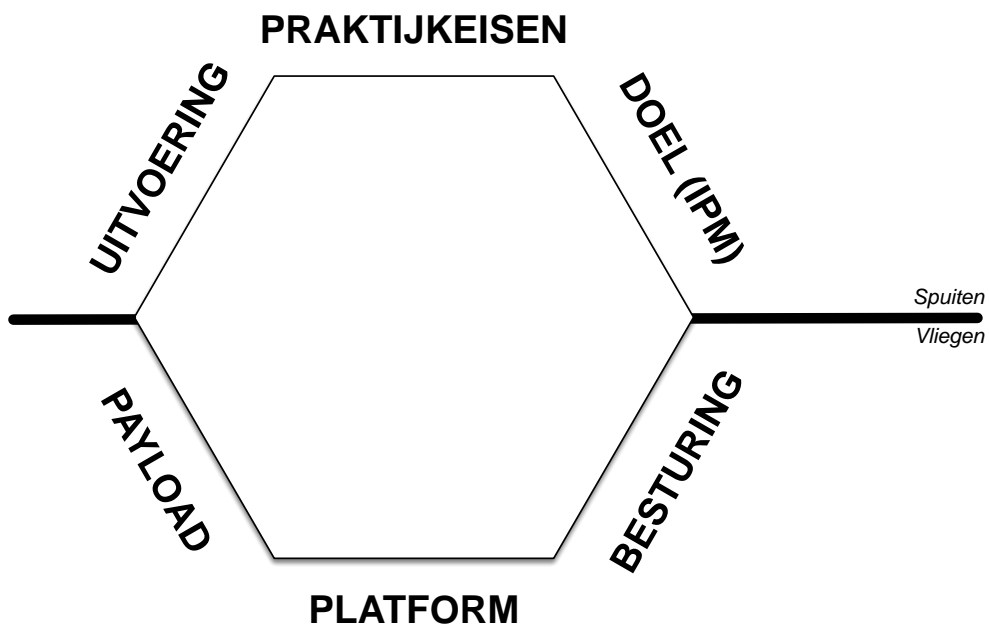 PRAKTIJKEISEN
UITVOERING
DOEL (IPM)
Spuiten
Vliegen
PAYLOAD
BESTURING
PLATFORM